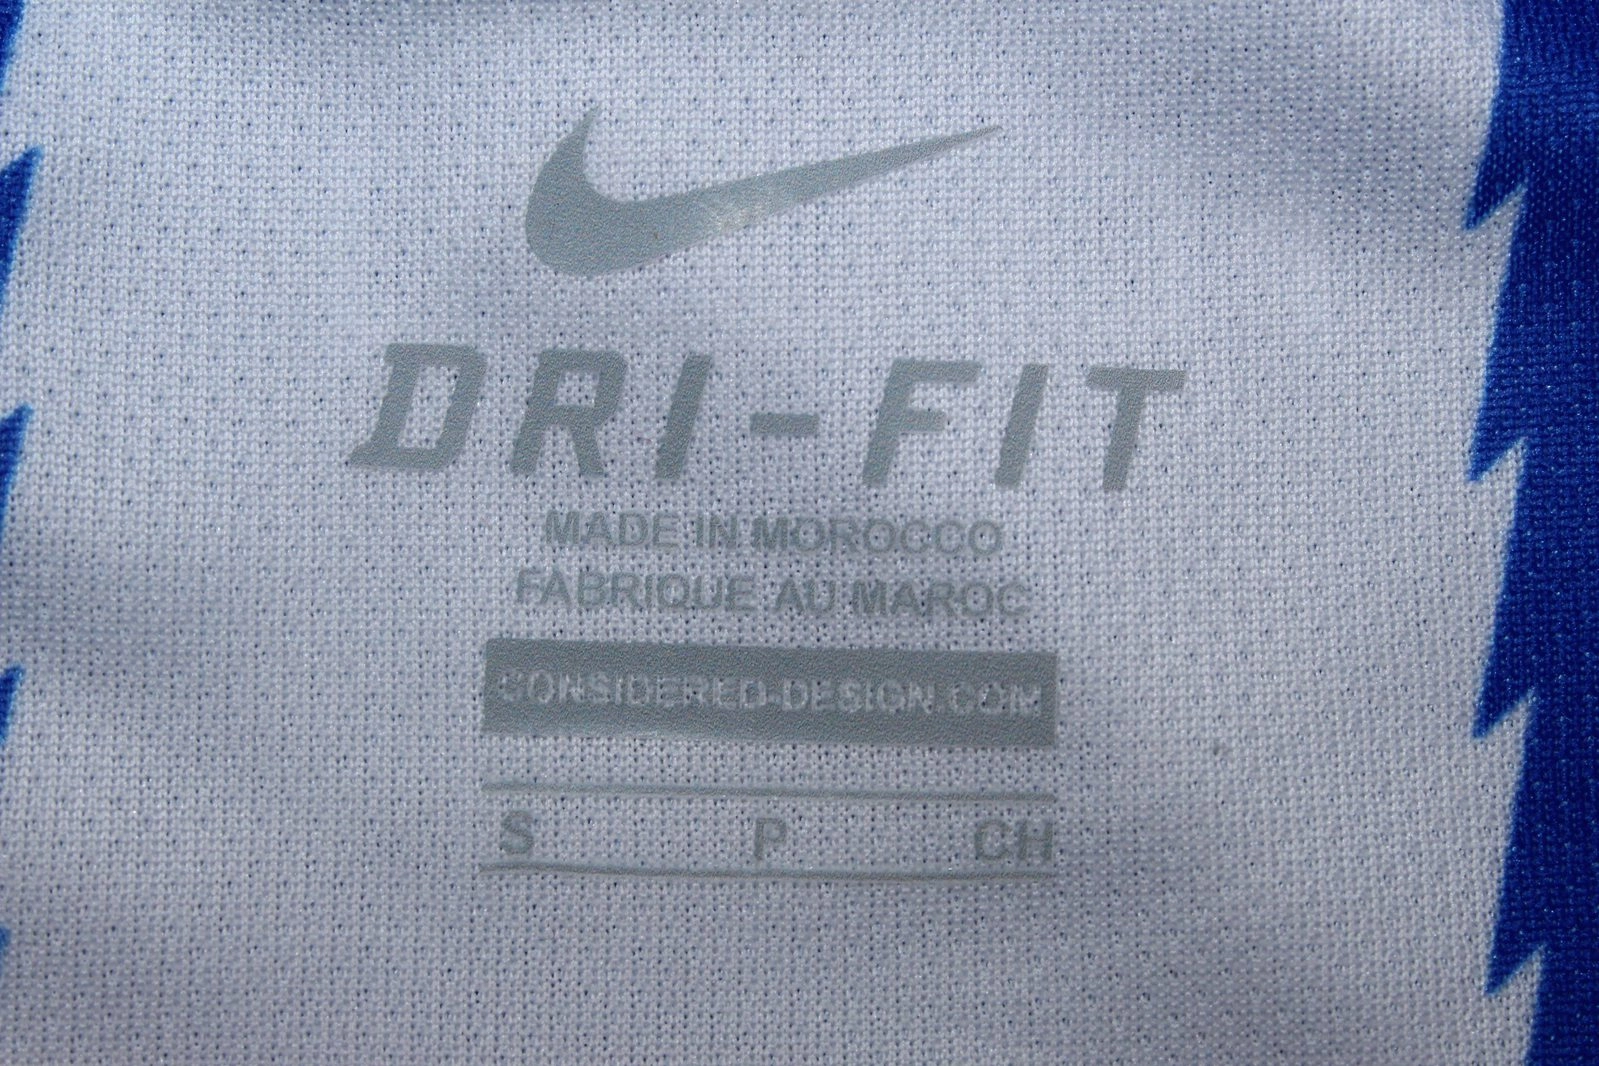 DRI-FIT
MADE IN MOROCCO
FABRIQUE AU MAROC
CONSIDERED-DESIGN.COM
S P CH